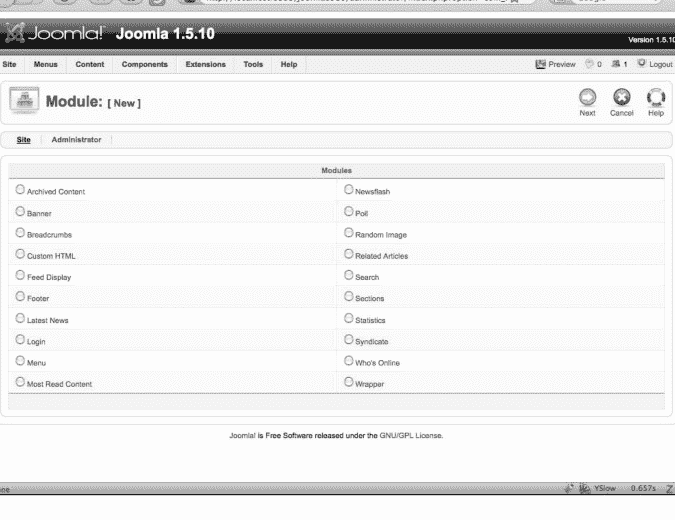 Joomla! Joomla 1.5.10
Version 1.5.10
Site Menus Content Components Extensions Tools Help Preview 0 1 Logout
Module: [ New ]
Next Cancel Help
Site Administrator
Modules
Archived Content Newsflash
Banner Poll
Breadcrumbs Random Image
Custom HTML Related Articles
Feed Display Search
Footer Sections
Latest News Statistics
Login Syndicate
Menu Who's Online
Most Read Content Wrapper
Joomla! is Free Software released under the GNU/GPL License.
YSlow 0.657s